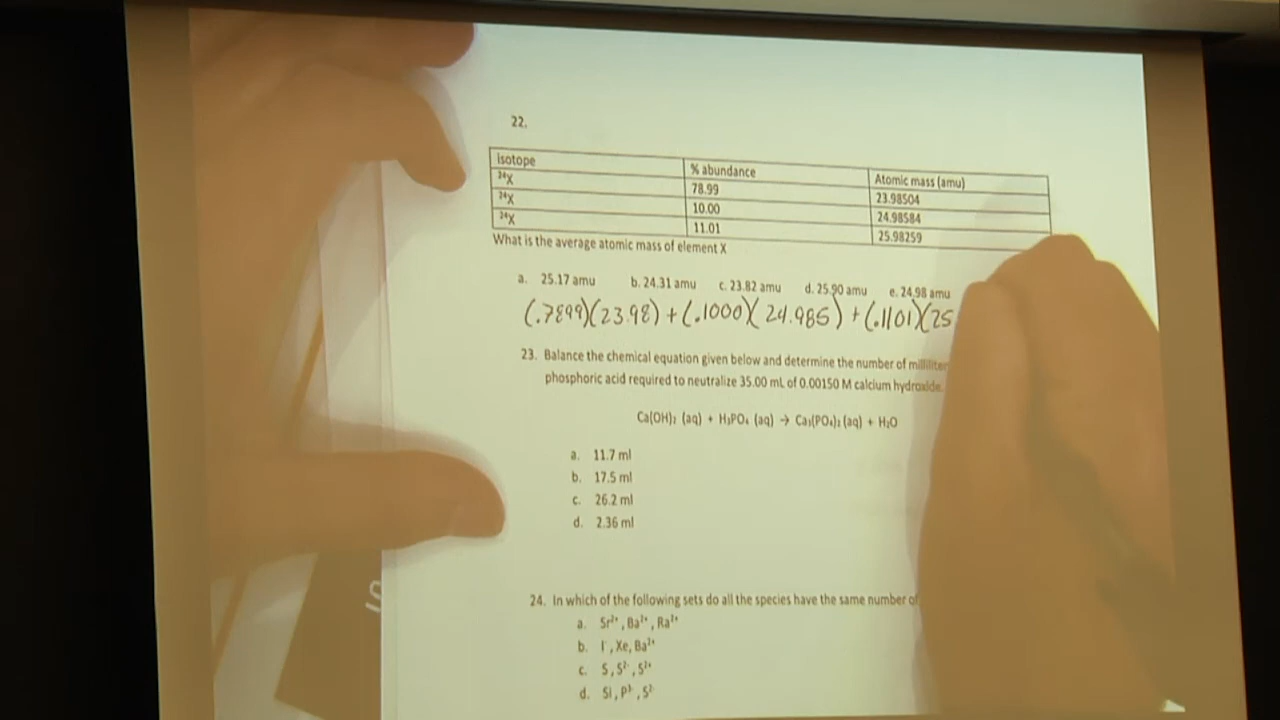 22.
isotope % abundance Atomic mass (amu)
²⁴X 78.99 23.98504
²⁴X 10.00 24.98584
²⁴X 11.01 25.98259
What is the average atomic mass of element X
a. 25.17 amu b. 24.31 amu c. 23.82 amu d. 25.90 amu e. 24.98 amu
(.7899)(23.98) + (.1000)(24.985) + (.1101)(25
23. Balance the chemical equation given below and determine the number of milliliter
phosphoric acid required to neutralize 35.00 mL of 0.00150 M calcium hydroxide.
Ca(OH)₂ (aq) + H₃PO₄ (aq) → Ca₃(PO₄)₂ (aq) + H₂O
a. 11.7 ml
b. 17.5 ml
c. 26.2 ml
d. 2.36 ml
S
24. In which of the following sets do all the species have the same number of
a. Sr²⁺, Ba²⁺, Ra²⁺
b. I⁻, Xe, Ba²⁺
c. S, S²⁻, S²⁺
d. Si, P³⁻, S²⁻